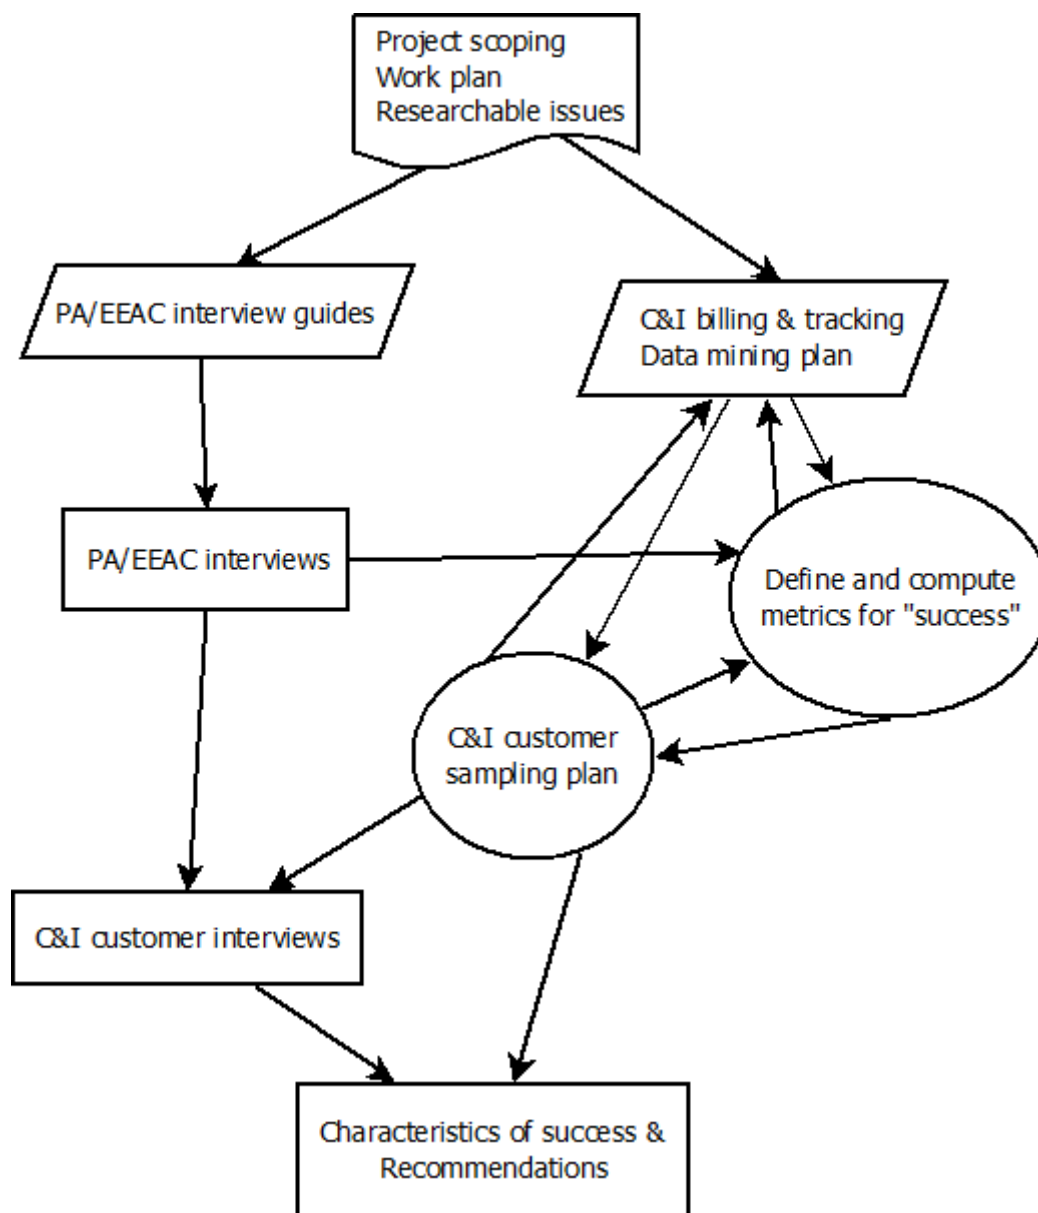 Project scoping
Work plan
Researchable issues
PA/EEAC interview guides
C&I billing & tracking
Data mining plan
PA/EEAC interviews
Define and compute
metrics for "success"
C&I customer
sampling plan
C&I customer interviews
Characteristics of success &
Recommendations